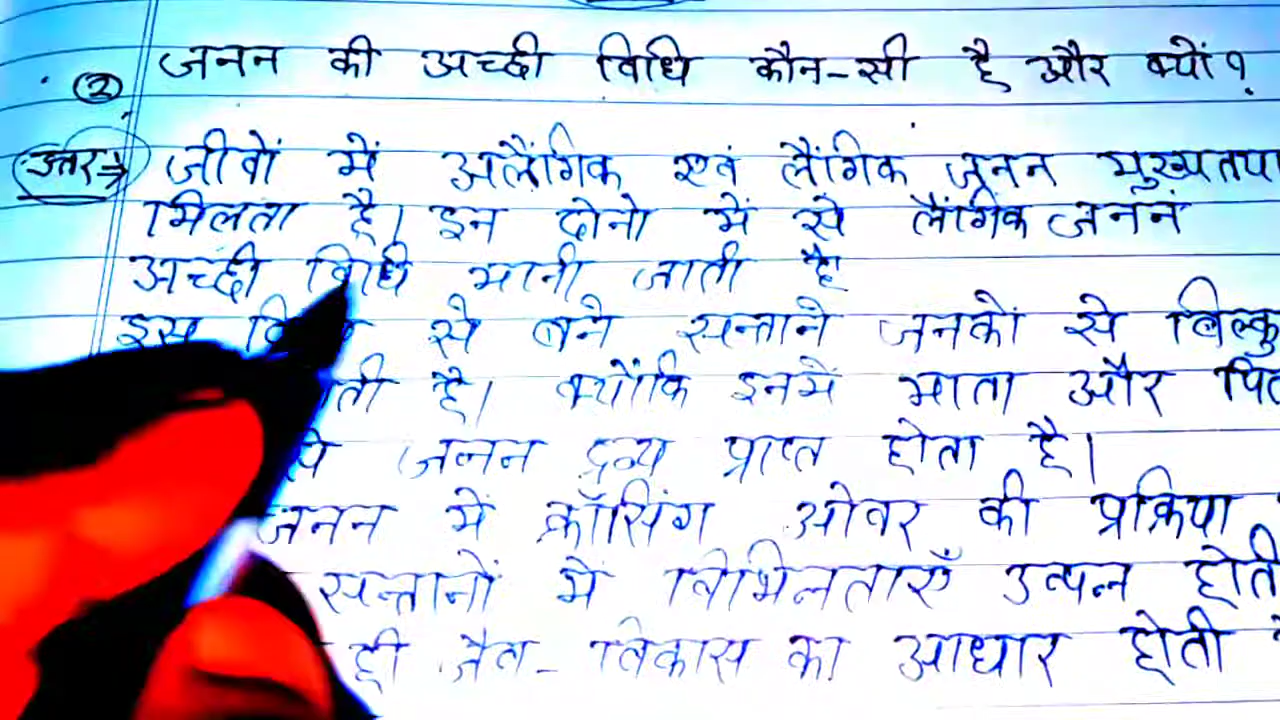 ② जनन की अच्छी विधि कौन-सी है और क्यों?
उत्तर⇒ जीवों में अलैंगिक एवं लैंगिक जनन मुख्यतया
मिलता है। इन दोनो में से लैंगिक जनन
अच्छी विधि मानी जाती है
इस से बने सन्ताने जनकों से
है। क्योंकि इनमें माता और
जनन द्रव्य प्राप्त होता है।
जनन में क्रॉसिंग ओवर की प्रक्रिया
सन्तानों में विभिन्नताएँ उत्पन्न होती
ही जैव-विकास का आधार होती